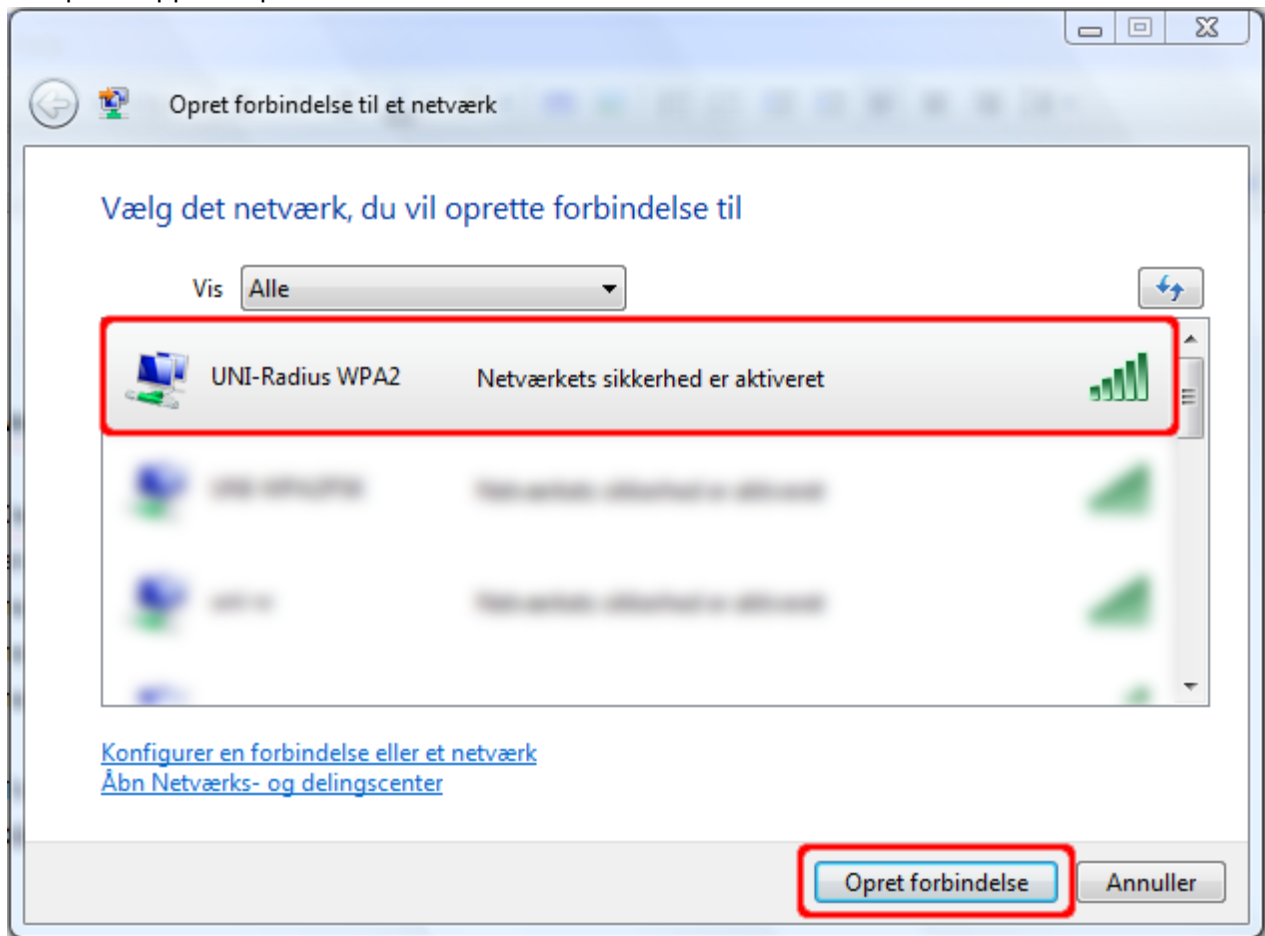 Opret forbindelse til et netværk
Vælg det netværk, du vil oprette forbindelse til
Vis Alle
UNI-Radius WPA2 Netværkets sikkerhed er aktiveret
Konfigurer en forbindelse eller et netværk
Åbn Netværks- og delingscenter
Opret forbindelse Annuller